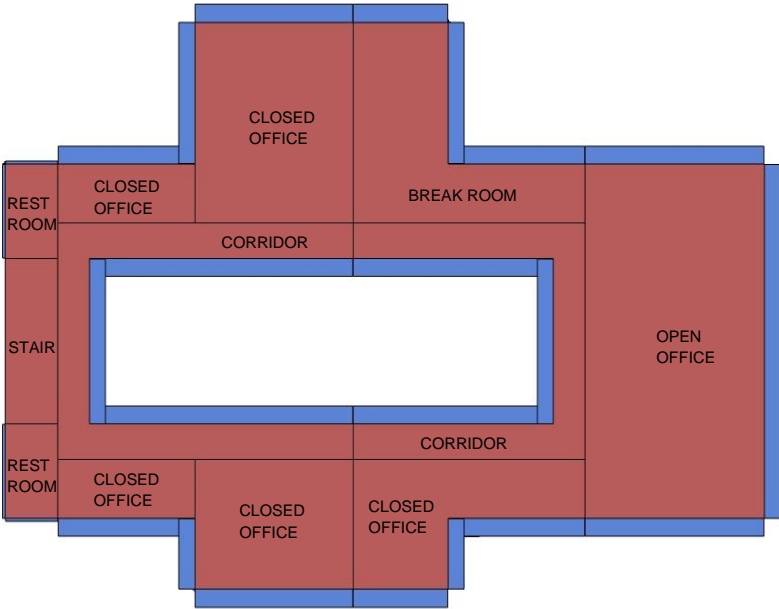 CLOSED
OFFICE
CLOSED
OFFICE
REST
ROOM
BREAK ROOM
CORRIDOR
STAIR
OPEN
OFFICE
CORRIDOR
REST
ROOM
CLOSED
OFFICE
CLOSED
OFFICE
CLOSED
OFFICE